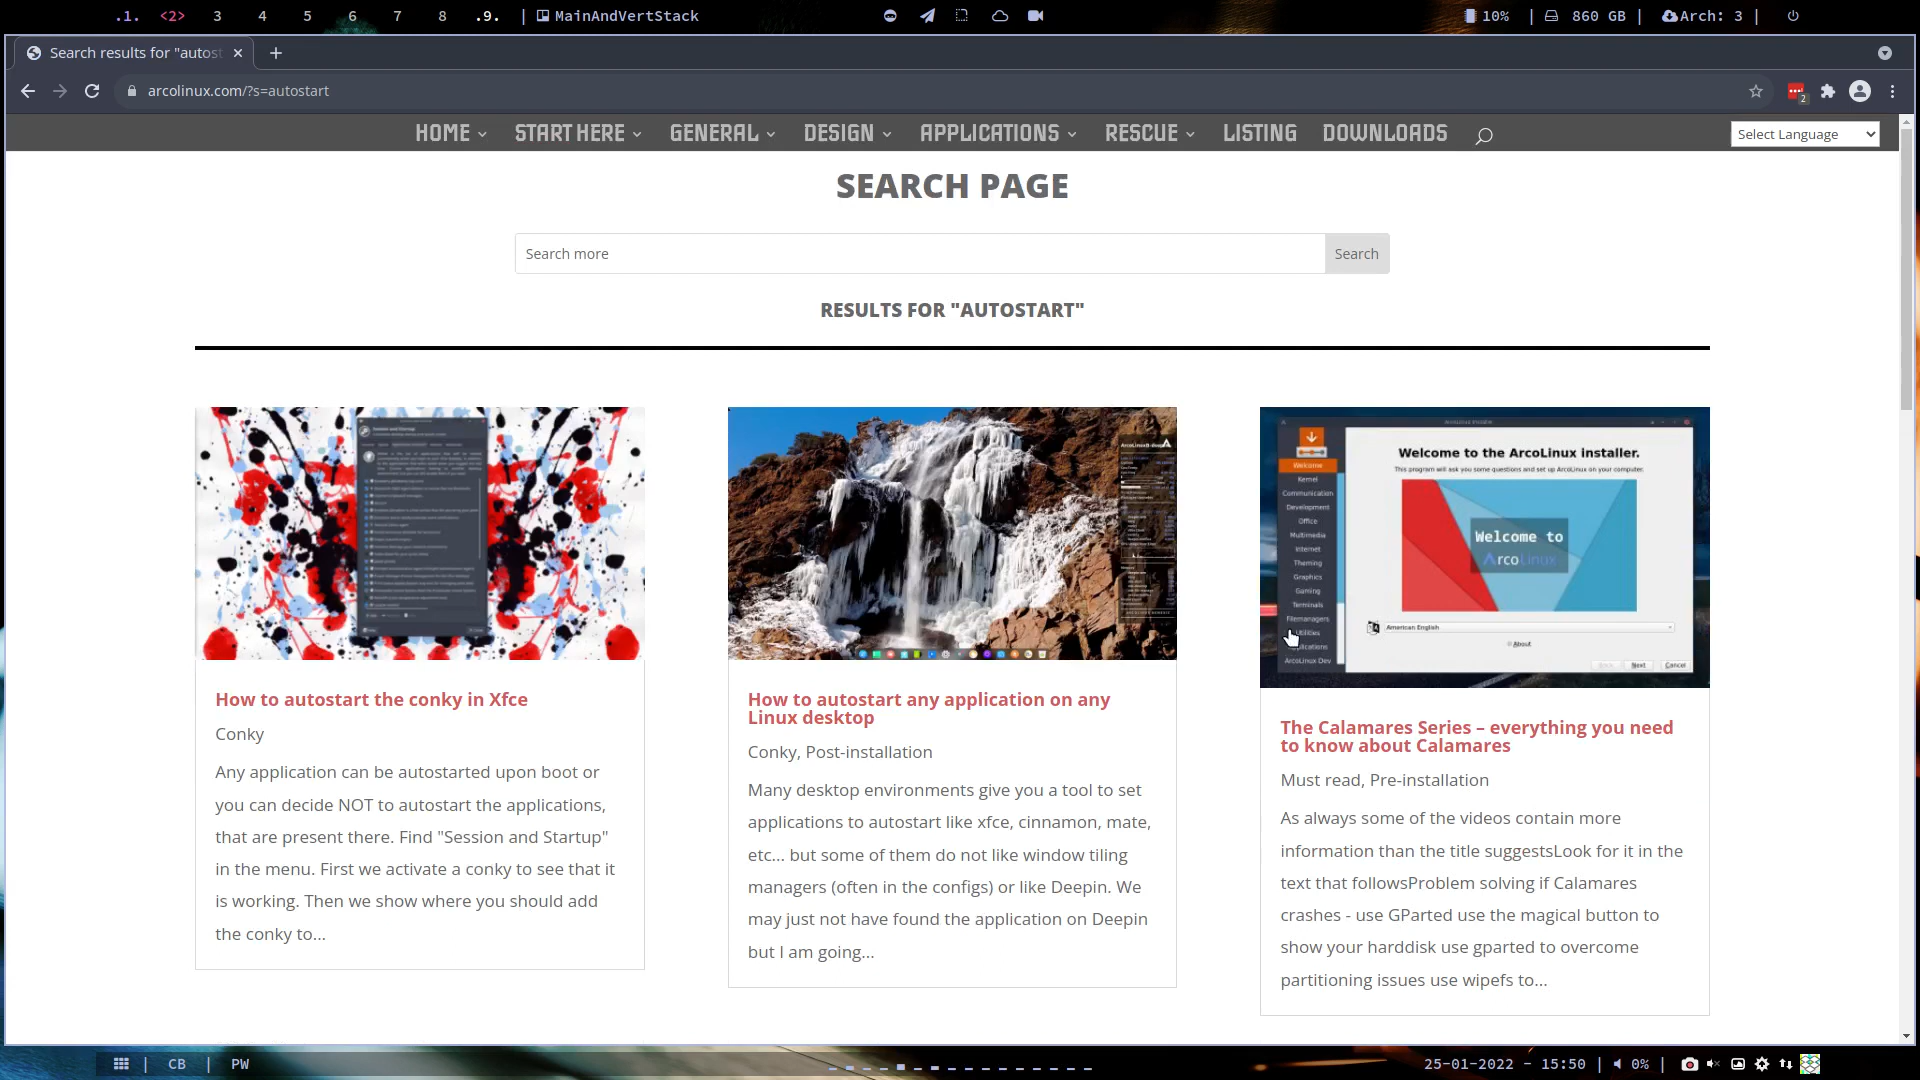 .1. <2> 3 4 5 6 7 8 .9. | MainAndVertStack
10% | 860 GB | Arch: 3 |
Search results for "autost
arcolinux.com/?s=autostart
2
HOME START HERE GENERAL DESIGN APPLICATIONS RESCUE LISTING DOWNLOADS
Select Language
SEARCH PAGE
Search more
Search
RESULTS FOR "AUTOSTART"
How to autostart the conky in Xfce
Conky
Any application can be autostarted upon boot or
you can decide NOT to autostart the applications,
that are present there. Find "Session and Startup"
in the menu. First we activate a conky to see that it
is working. Then we show where you should add
the conky to...
How to autostart any application on any
Linux desktop
Conky, Post-installation
Many desktop environments give you a tool to set
applications to autostart like xfce, cinnamon, mate,
etc... but some of them do not like window tiling
managers (often in the configs) or like Deepin. We
may just not have found the application on Deepin
but I am going...
Welcome to the ArcoLinux installer.
This program will ask you some questions and set up ArcoLinux on your computer.
Welcome
Kernel
Communication
Development
Office
Multimedia
Internet
Theming
Graphics
Gaming
Terminals
Filemanagers
ArcoLinux Dev
Welcome to
ArcoLinux
American English
About
Next
Cancel
The Calamares Series – everything you need
to know about Calamares
Must read, Pre-installation
As always some of the videos contain more
information than the title suggestsLook for it in the
text that followsProblem solving if Calamares
crashes - use GParted use the magical button to
show your harddisk use gparted to overcome
partitioning issues use wipefs to...
| CB | PW
25-01-2022 - 15:50 | 0% |